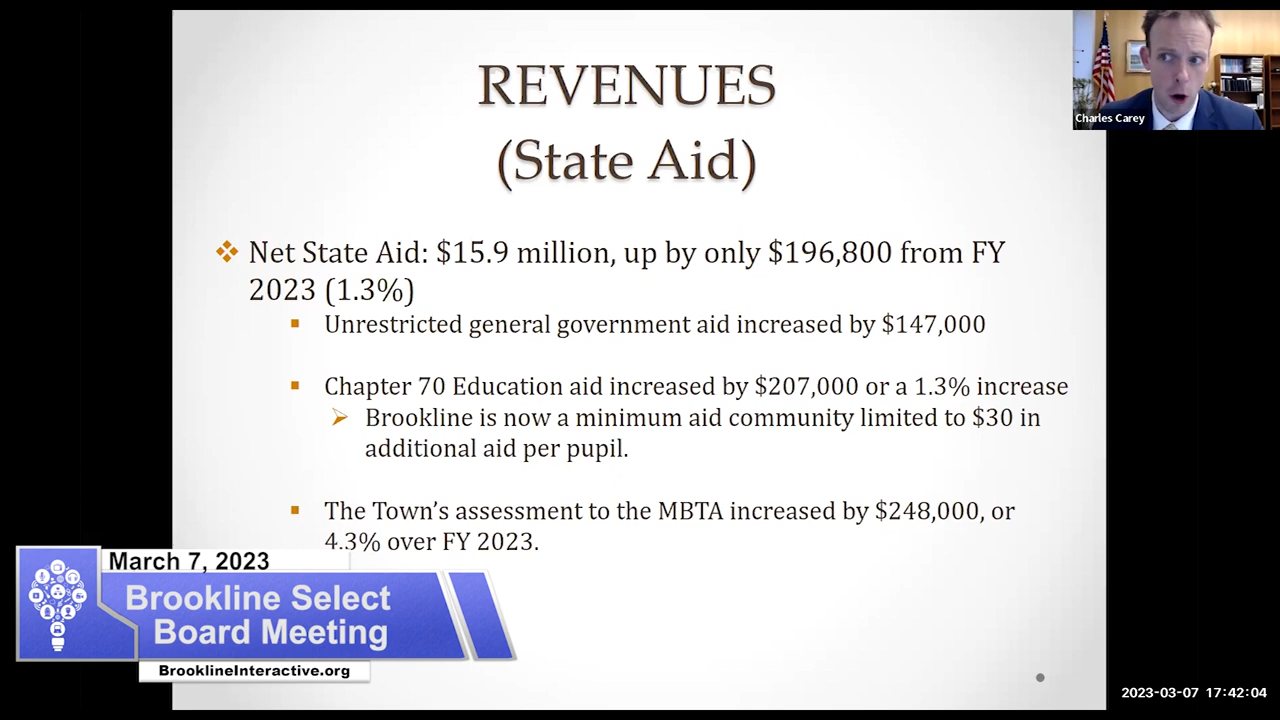 REVENUES
(State Aid)
Charles Carey
Net State Aid: $15.9 million, up by only $196,800 from FY
2023 (1.3%)
Unrestricted general government aid increased by $147,000
Chapter 70 Education aid increased by $207,000 or a 1.3% increase
Brookline is now a minimum aid community limited to $30 in
additional aid per pupil.
The Town's assessment to the MBTA increased by $248,000, or
4.3% over FY 2023.
March 7, 2023
Brookline Select
Board Meeting
BrooklineInteractive.org
2023-03-07 17:42:04